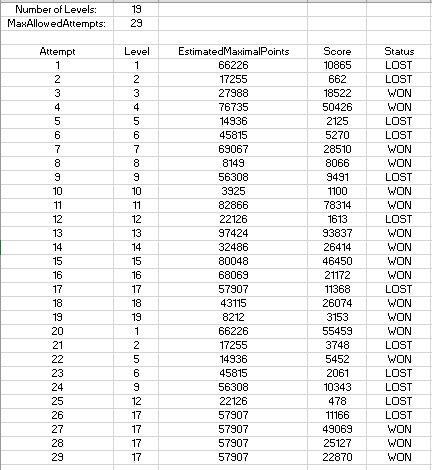 Number of Levels: 19
MaxAllowedAttempts: 29
Attempt Level EstimatedMaximalPoints Score Status
1 1 66226 10865 LOST
2 2 17255 662 LOST
3 3 27988 18522 WON
4 4 76735 50426 WON
5 5 14936 2125 LOST
6 6 45815 5270 LOST
7 7 69067 28510 WON
8 8 8149 8066 WON
9 9 56308 9491 LOST
10 10 3925 1100 WON
11 11 82866 78314 WON
12 12 22126 1613 LOST
13 13 97424 93837 WON
14 14 32486 26414 WON
15 15 80048 46450 WON
16 16 68069 21172 WON
17 17 57907 11368 LOST
18 18 43115 26074 WON
19 19 8212 3153 WON
20 1 66226 55459 WON
21 2 17255 3748 LOST
22 5 14936 5452 WON
23 6 45815 2061 LOST
24 9 56308 10343 LOST
25 12 22126 478 LOST
26 17 57907 11166 LOST
27 17 57907 49069 WON
28 17 57907 25127 WON
29 17 57907 22870 WON